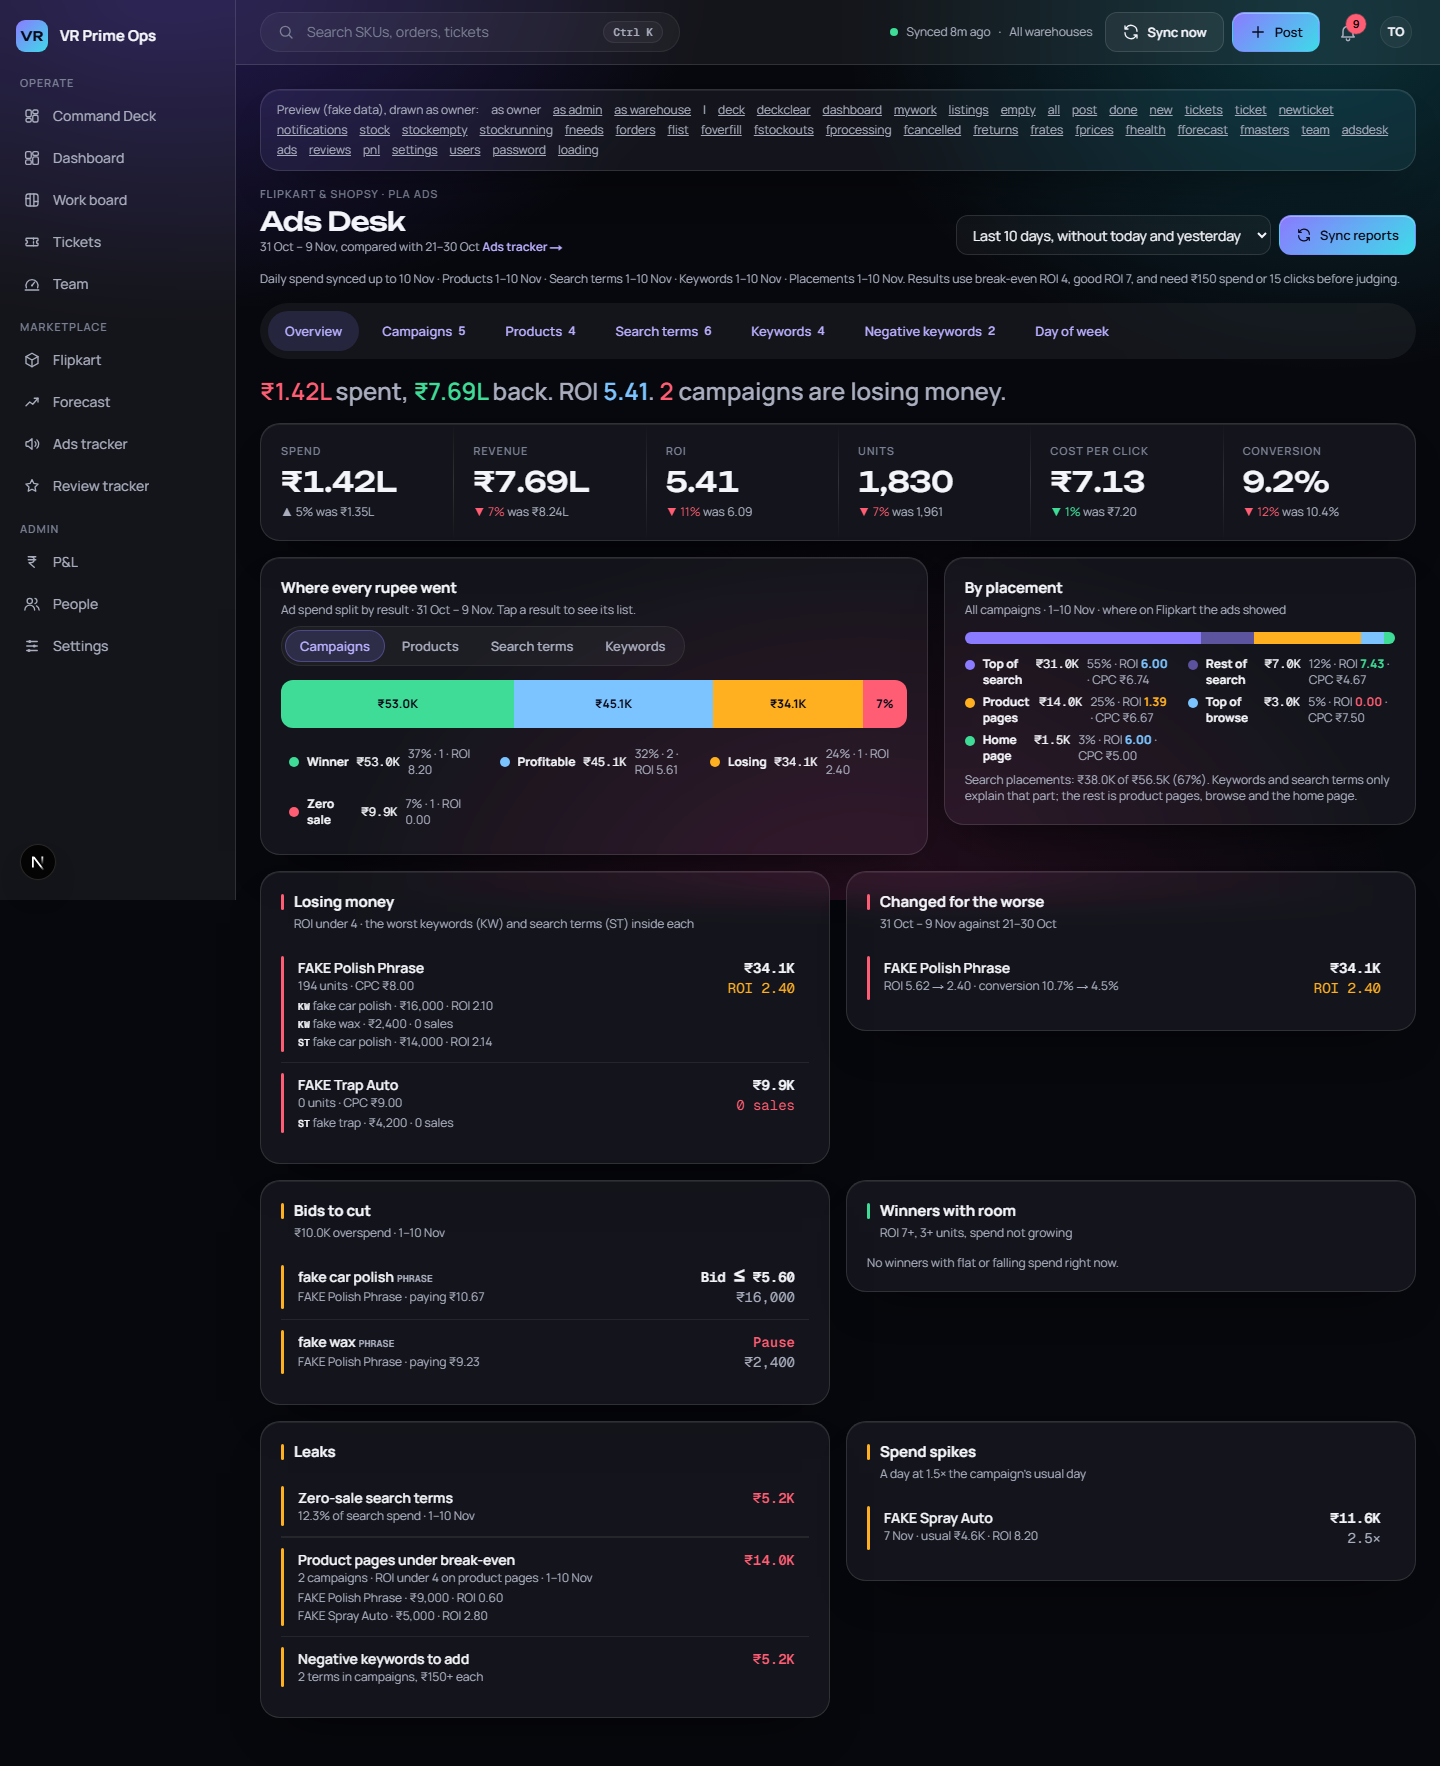 VR VR Prime Ops
Search SKUs, orders, tickets Ctrl K
Synced 8m ago · All warehouses
Sync now
Post
9
TO
OPERATE
Command Deck
Dashboard
Work board
Tickets
Team
MARKETPLACE
Flipkart
Forecast
Ads tracker
Review tracker
ADMIN
P&L
People
Settings
N
Preview (fake data), drawn as owner: as owner as admin as warehouse | deck deckclear dashboard mywork listings empty all post done new tickets ticket newticket
notifications stock stockempty stockrunning fneeds forders flist foverfill fstockouts fprocessing fcancelled freturns frates fprices fhealth fforecast fmasters team adsdesk
ads reviews pnl settings users password loading
FLIPKART & SHOPSY · PLA ADS
Ads Desk
31 Oct – 9 Nov, compared with 21–30 Oct Ads tracker →
Last 10 days, without today and yesterday
Sync reports
Daily spend synced up to 10 Nov · Products 1–10 Nov · Search terms 1–10 Nov · Keywords 1–10 Nov · Placements 1–10 Nov. Results use break-even ROI 4, good ROI 7, and need ₹150 spend or 15 clicks before judging.
Overview Campaigns 5 Products 4 Search terms 6 Keywords 4 Negative keywords 2 Day of week
₹1.42L spent, ₹7.69L back. ROI 5.41. 2 campaigns are losing money.
SPEND
₹1.42L
▲ 5% was ₹1.35L
REVENUE
₹7.69L
▼ 7% was ₹8.24L
ROI
5.41
▼ 11% was 6.09
UNITS
1,830
▼ 7% was 1,961
COST PER CLICK
₹7.13
▼ 1% was ₹7.20
CONVERSION
9.2%
▼ 12% was 10.4%
Where every rupee went
Ad spend split by result · 31 Oct – 9 Nov. Tap a result to see its list.
Campaigns Products Search terms Keywords
₹53.0K ₹45.1K ₹34.1K 7%
Winner ₹53.0K 37% · 1 · ROI
8.20
Profitable ₹45.1K 32% · 2 ·
ROI 5.61
Losing ₹34.1K 24% · 1 · ROI
2.40
Zero
sale ₹9.9K 7% · 1 · ROI
0.00
By placement
All campaigns · 1–10 Nov · where on Flipkart the ads showed
Top of
search ₹31.0K 55% · ROI 6.00
· CPC ₹6.74
Rest of
search ₹7.0K 12% · ROI 7.43 ·
CPC ₹4.67
Product
pages ₹14.0K 25% · ROI 1.39
· CPC ₹6.67
Top of
browse ₹3.0K 5% · ROI 0.00 ·
CPC ₹7.50
Home
page ₹1.5K 3% · ROI 6.00 ·
CPC ₹5.00
Search placements: ₹38.0K of ₹56.5K (67%). Keywords and search terms only
explain that part; the rest is product pages, browse and the home page.
Losing money
ROI under 4 · the worst keywords (KW) and search terms (ST) inside each
FAKE Polish Phrase ₹34.1K
194 units · CPC ₹8.00 ROI 2.40
KW fake car polish · ₹16,000 · ROI 2.10
KW fake wax · ₹2,400 · 0 sales
ST fake car polish · ₹14,000 · ROI 2.14
FAKE Trap Auto ₹9.9K
0 units · CPC ₹9.00 0 sales
ST fake trap · ₹4,200 · 0 sales
Changed for the worse
31 Oct – 9 Nov against 21–30 Oct
FAKE Polish Phrase ₹34.1K
ROI 5.62 → 2.40 · conversion 10.7% → 4.5% ROI 2.40
Bids to cut
₹10.0K overspend · 1–10 Nov
fake car polish PHRASE Bid ≤ ₹5.60
FAKE Polish Phrase · paying ₹10.67 ₹16,000
fake wax PHRASE Pause
FAKE Polish Phrase · paying ₹9.23 ₹2,400
Winners with room
ROI 7+, 3+ units, spend not growing
No winners with flat or falling spend right now.
Leaks
Zero-sale search terms ₹5.2K
12.3% of search spend · 1–10 Nov
Product pages under break-even ₹14.0K
2 campaigns · ROI under 4 on product pages · 1–10 Nov
FAKE Polish Phrase · ₹9,000 · ROI 0.60
FAKE Spray Auto · ₹5,000 · ROI 2.80
Negative keywords to add ₹5.2K
2 terms in campaigns, ₹150+ each
Spend spikes
A day at 1.5× the campaign's usual day
FAKE Spray Auto ₹11.6K
7 Nov · usual ₹4.6K · ROI 8.20 2.5×